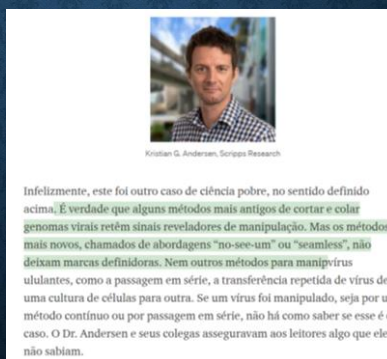 Kristian G. Andersen, Scripps Research
Infelizmente, este foi outro caso de ciência pobre, no sentido definido
acima. É verdade que alguns métodos mais antigos de cortar e colar
genomas virais retêm sinais reveladores de manipulação. Mas os métodos
mais novos, chamados de abordagens "no-see-um" ou "seamless", não
deixam marcas definidoras. Nem outros métodos para manipvírus
ululantes, como a passagem em série, a transferência repetida de vírus de
uma cultura de células para outra. Se um vírus foi manipulado, seja por u
método contínuo ou por passagem em série, não há como saber se esse é o
caso. O Dr. Andersen e seus colegas asseguravam aos leitores algo que ele
não sabiam.